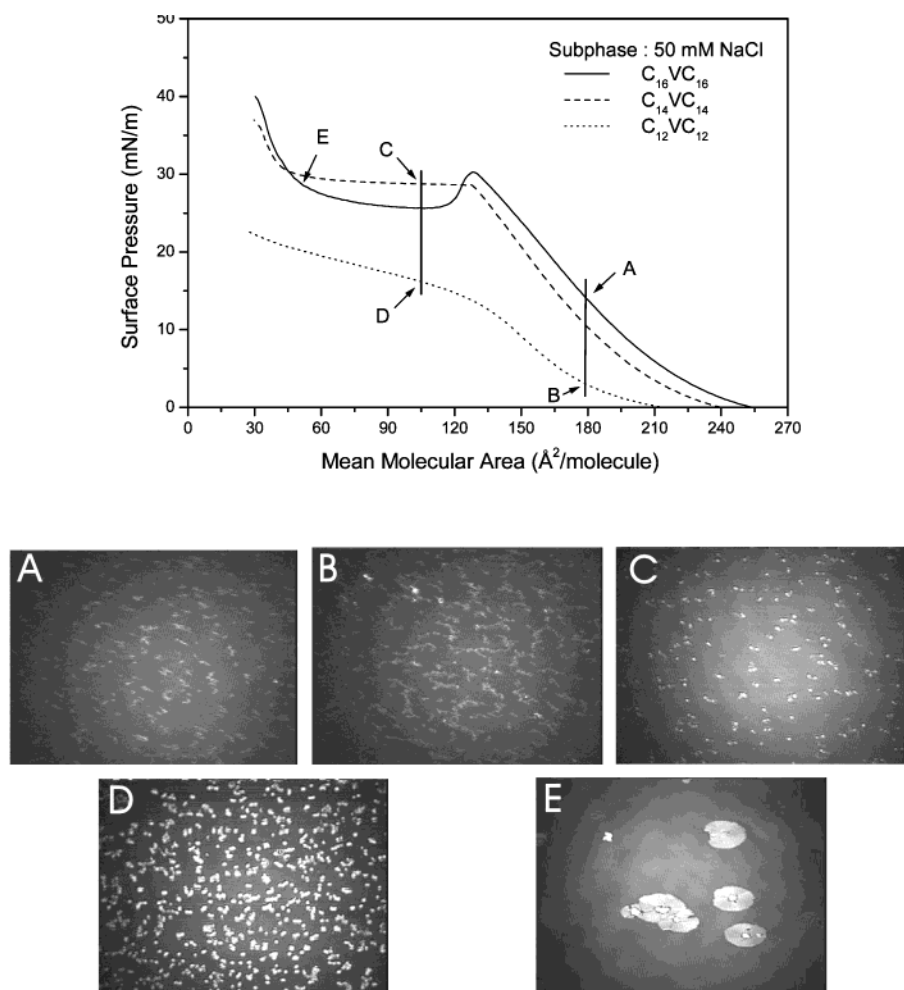 50
40
30
20
10
0
Surface Pressure (mN/m)
Subphase : 50 mM NaCl
C₁₆VC₁₆
C₁₄VC₁₄
C₁₂VC₁₂
E
C
A
D
B
0 30 60 90 120 150 180 210 240 270
Mean Molecular Area (Å²/molecule)
A
B
C
D
E